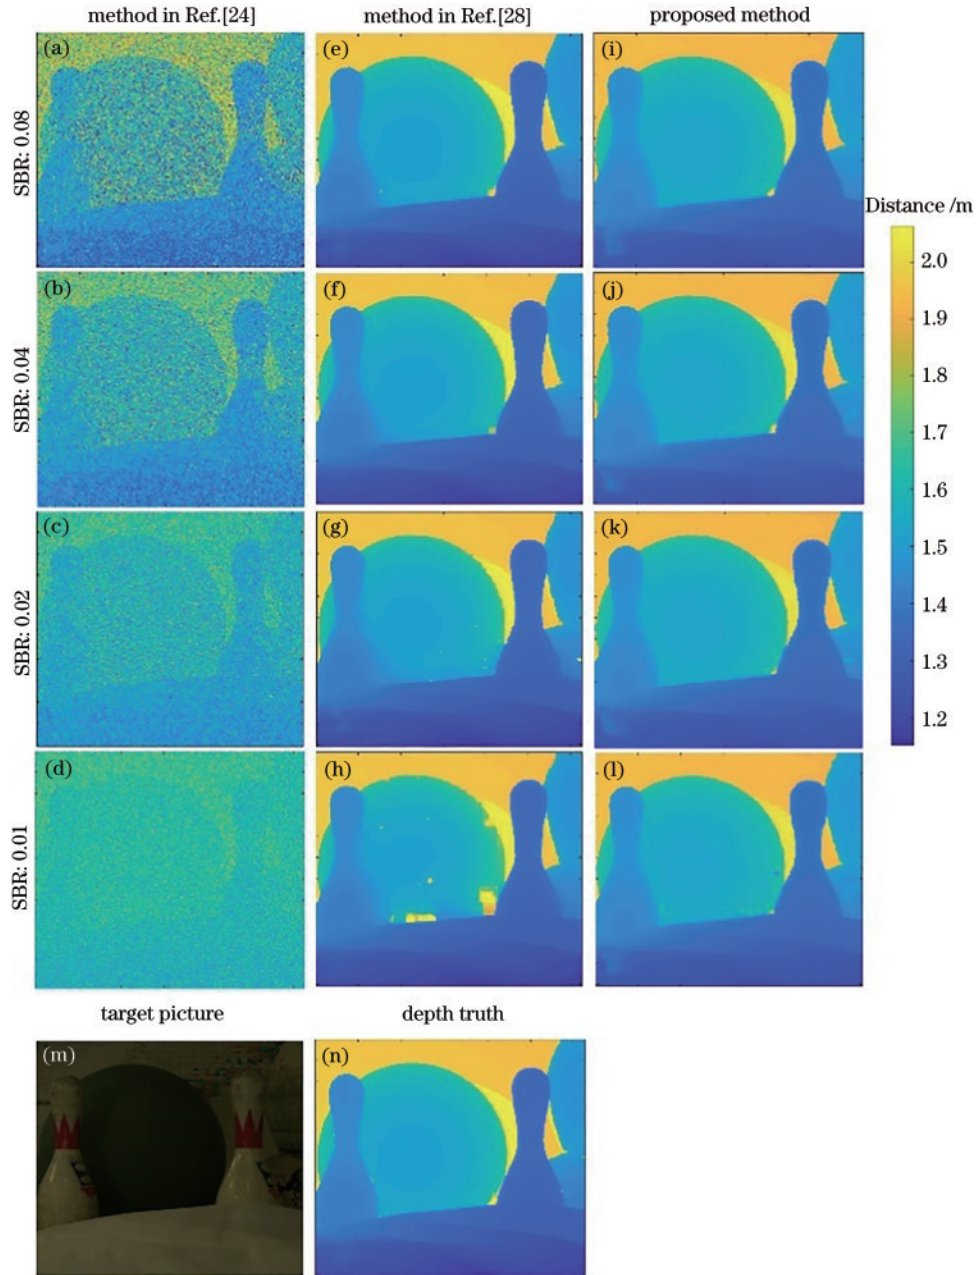 method in Ref.[24] method in Ref.[28] proposed method
(a) (e) (i)
SBR: 0.08
Distance /m
2.0
(b) (f) (j)
1.9
SBR: 0.04
1.8
1.7
1.6
(c) (g) (k)
1.5
SBR: 0.02
1.4
1.3
1.2
(d) (h) (l)
SBR: 0.01
target picture depth truth
(m) (n)